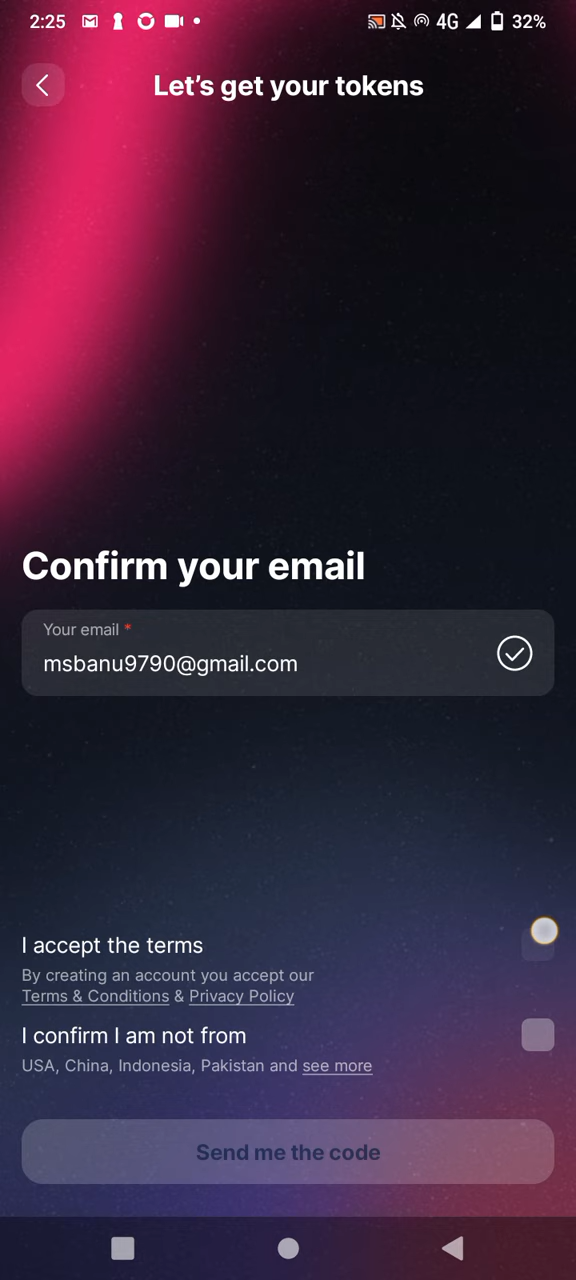 2:25
4G
32%
Let's get your tokens
Confirm your email
Your email *
msbanu9790@gmail.com
I accept the terms
By creating an account you accept our
Terms & Conditions & Privacy Policy
I confirm I am not from
USA, China, Indonesia, Pakistan and see more
Send me the code